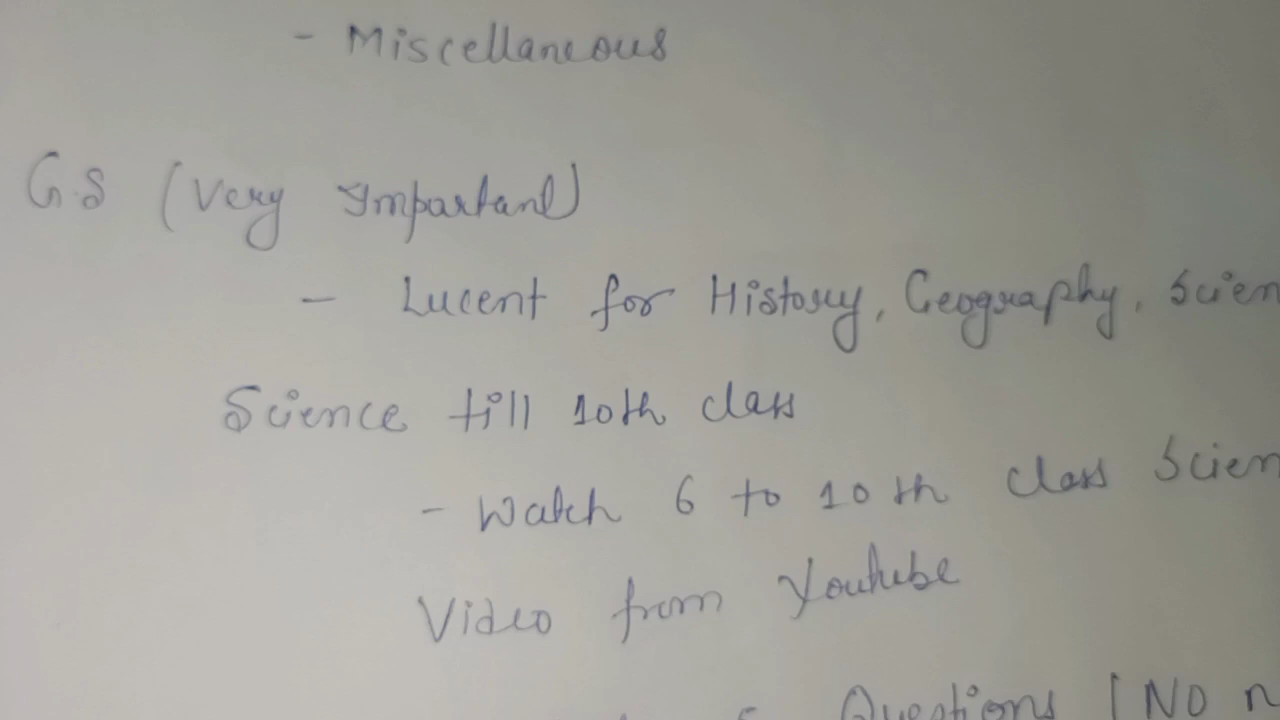 - Miscellaneous
G.S (Very Important)
- Lucent for History, Geography, Scien
Science till 10th class
- Watch 6 to 10th class Scien
Video from Youtube
Questions (No n